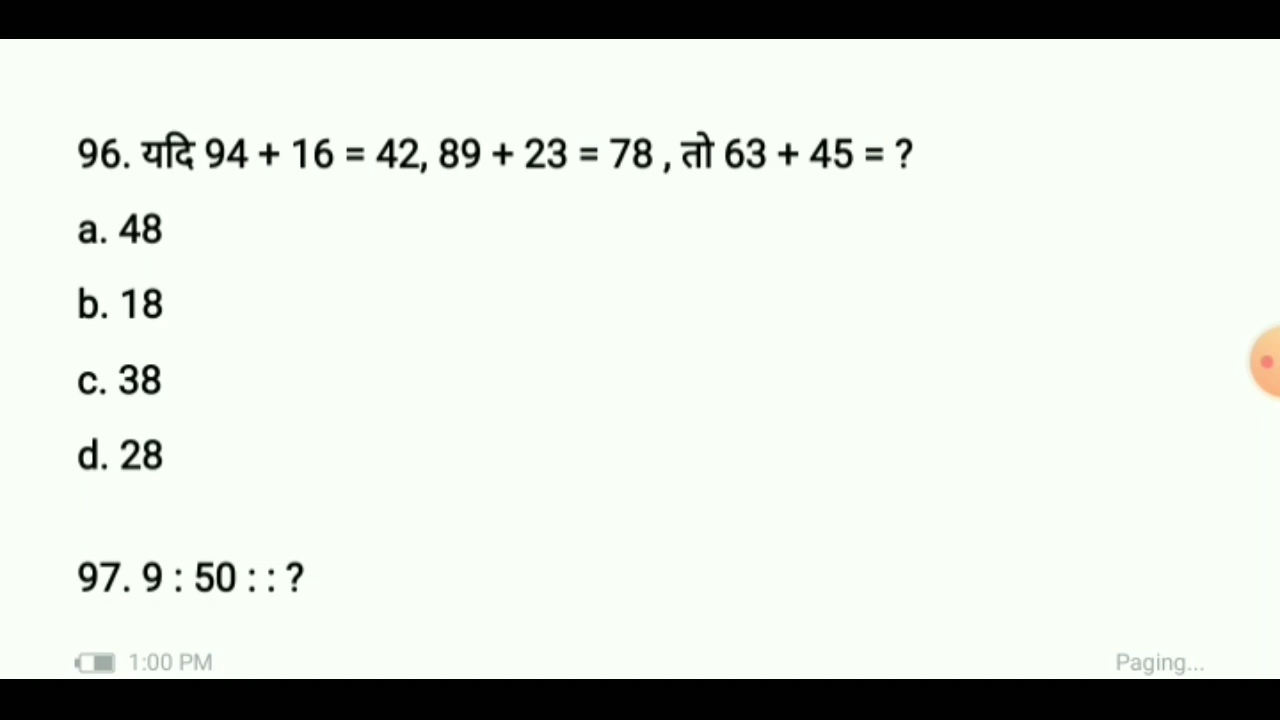 96. यदि 94 + 16 = 42, 89 + 23 = 78 , तो 63 + 45 = ?
a. 48
b. 18
c. 38
d. 28
97. 9 : 50 : : ?
1:00 PM
Paging...